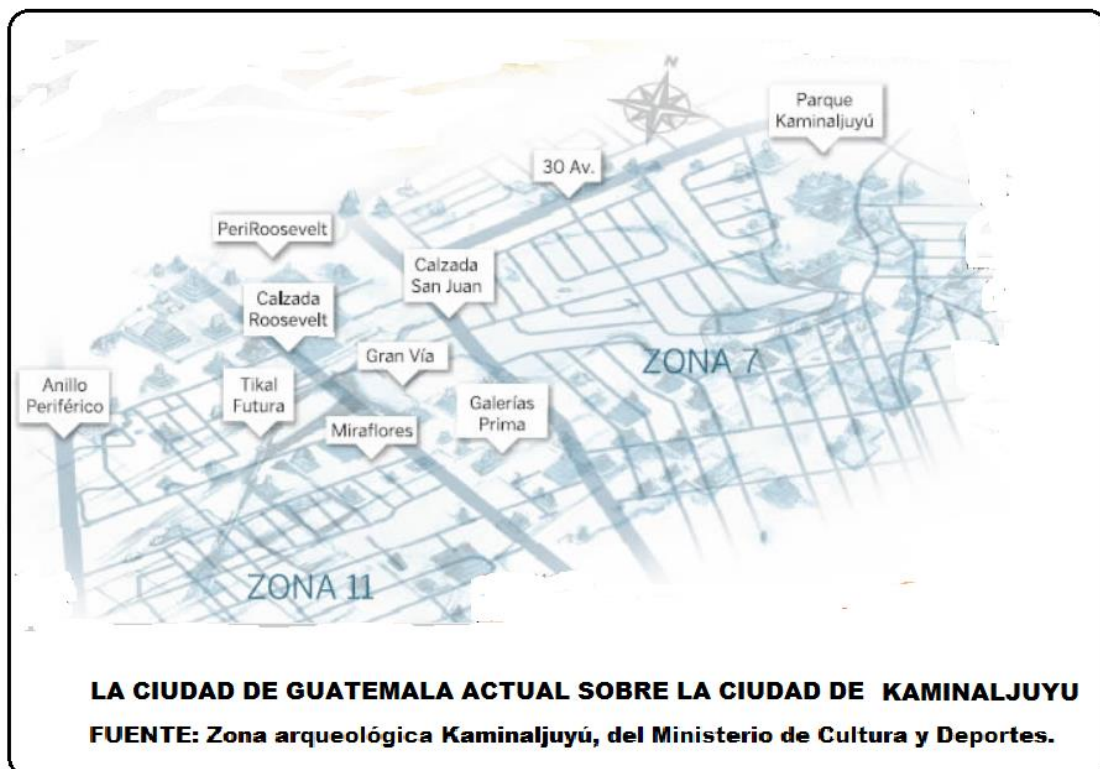 N
Parque
Kaminaljuyú
30 Av.
PeriRoosevelt
Calzada
San Juan
Calzada
Roosevelt
Gran Vía
ZONA 7
Anillo
Periférico
Tikal
Futura
Galerías
Prima
Miraflores
ZONA 11
LA CIUDAD DE GUATEMALA ACTUAL SOBRE LA CIUDAD DE KAMINALJUYU
FUENTE: Zona arqueológica Kaminaljuyú, del Ministerio de Cultura y Deportes.